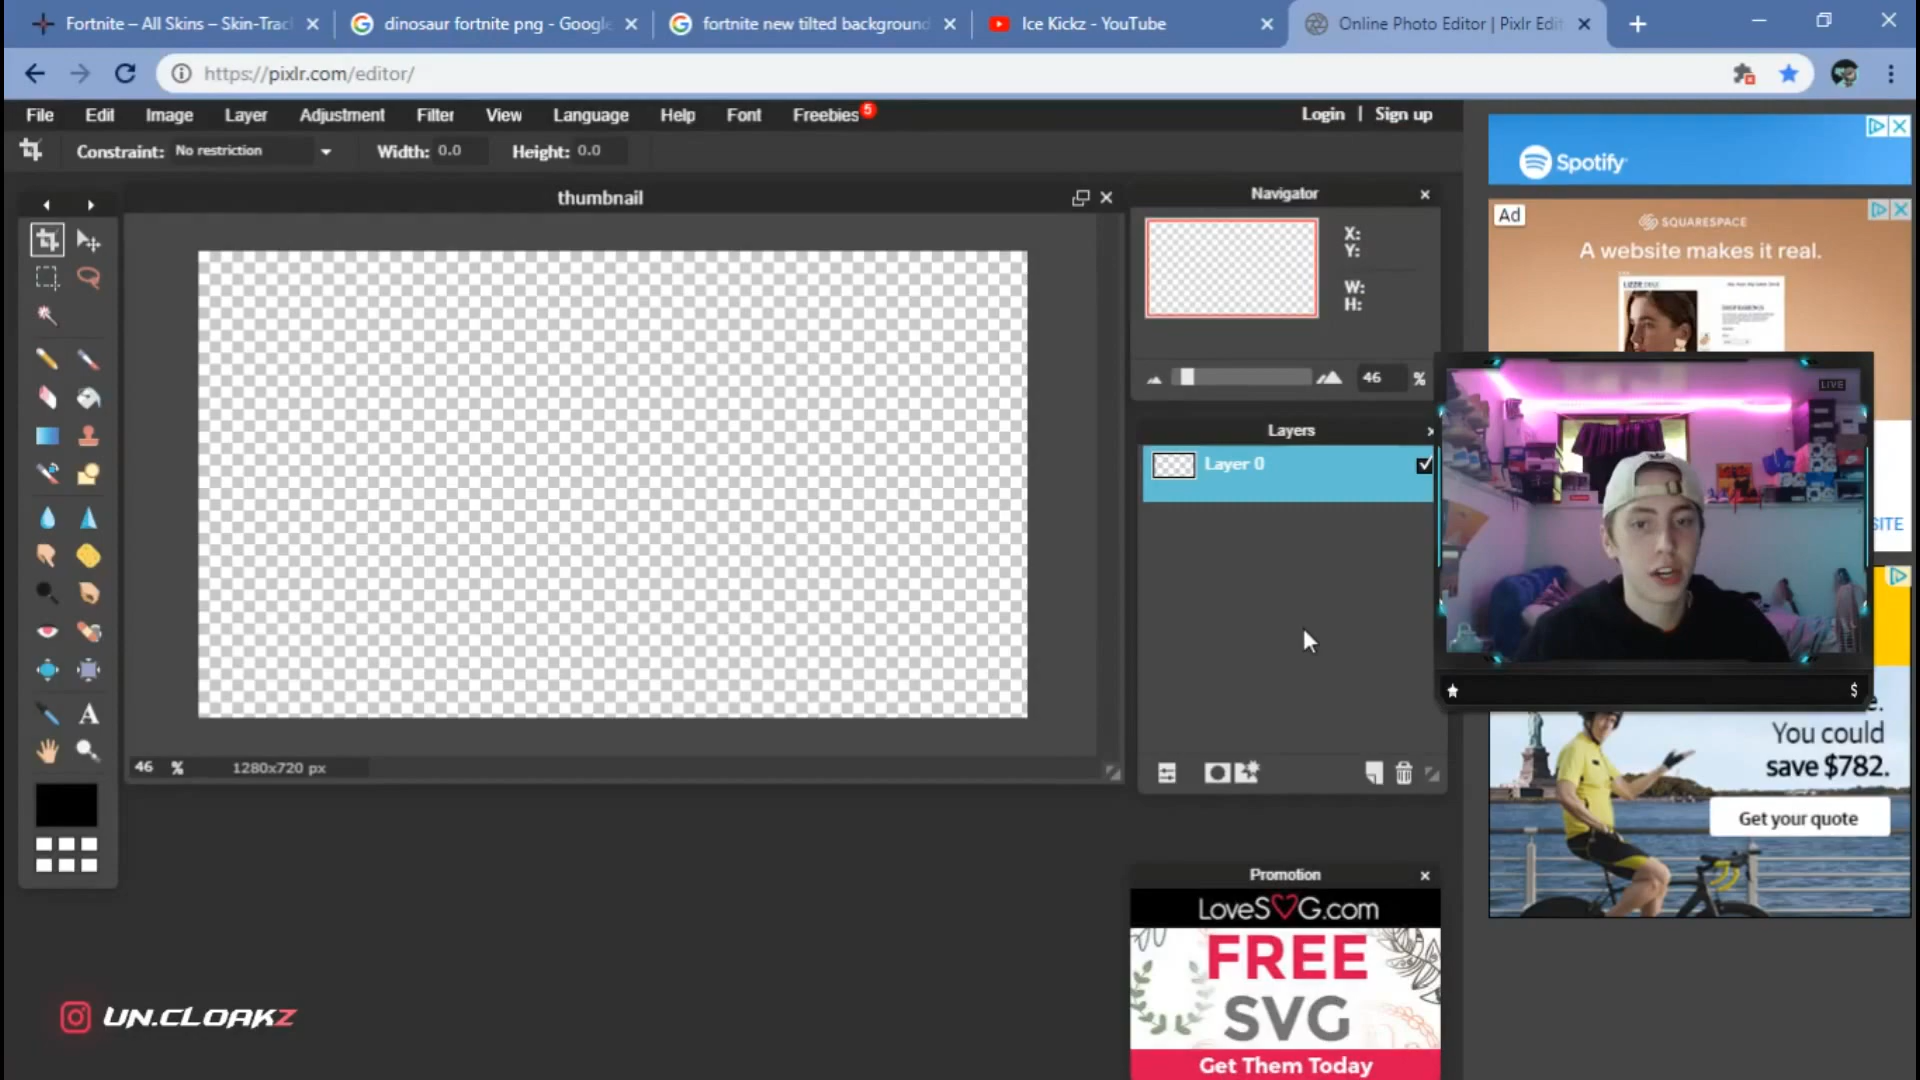 Fortnite – All Skins – Skin-Trac
dinosaur fortnite png - Google
fortnite new tilted background
Ice Kickz - YouTube
Online Photo Editor | Pixlr Edit
https://pixlr.com/editor/
File Edit Image Layer Adjustment Filter View Language Help Font Freebies 5
Login | Sign up
Constraint: No restriction Width: 0.0 Height: 0.0
thumbnail
Navigator
X:
Y:
W:
H:
46 %
Layers
Layer 0
46 % 1280x720 px
Promotion
LoveSVG.com
FREE
SVG
Get Them Today
Spotify
Ad
SQUARESPACE
A website makes it real.
LIVE
SITE
$
You could
save $782.
Get your quote
UN.CLOAKZ